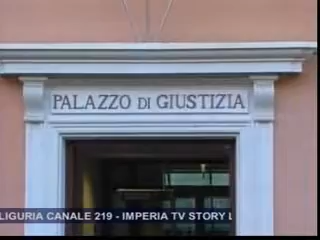 PALAZZO DI GIUSTIZIA
LIGURIA CANALE 219 - IMPERIA TV STORY L